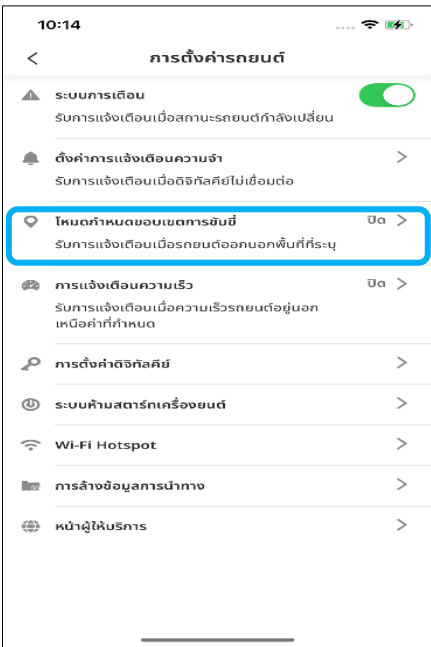 10:14
การตั้งค่ารถยนต์
ระบบการเตือน
รับการแจ้งเตือนเมื่อสถานะรถยนต์กำลังเปลี่ยน
ตั้งค่าการแจ้งเตือนความจำ
รับการแจ้งเตือนเมื่อดิจิทัลคีย์ไม่เชื่อมต่อ
โหมดกำหนดขอบเขตการขับขี่ ปิด
รับการแจ้งเตือนเมื่อรถยนต์ออกนอกพื้นที่ที่ระบุ
การแจ้งเตือนความเร็ว ปิด
รับการแจ้งเตือนเมื่อความเร็วรถยนต์อยู่นอก
เหนือค่าที่กำหนด
การตั้งค่าดิจิทัลคีย์
ระบบห้ามสตาร์ทเครื่องยนต์
Wi-Fi Hotspot
การล้างข้อมูลการนำทาง
หน้าผู้ให้บริการ